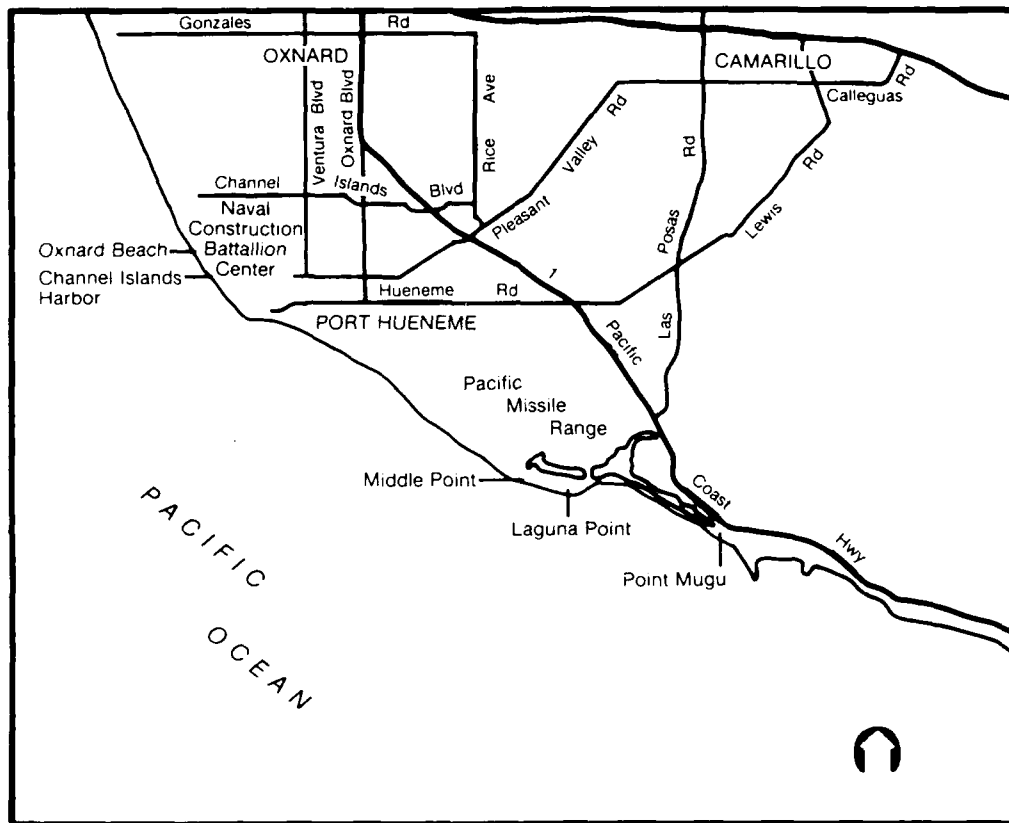 Gonzales Rd
OXNARD
CAMARILLO
Calleguas Rd
Ventura Blvd
Oxnard Blvd
Rice Ave
Pleasant Valley Rd
Las Posas Rd
Lewis Rd
Channel Islands Blvd
Naval
Construction
Battallion
Center
Oxnard Beach
Channel Islands
Harbor
Hueneme Rd
PORT HUENEME
1
Pacific Coast Hwy
Pacific
Missile
Range
Middle Point
Laguna Point
Point Mugu
PACIFIC
OCEAN